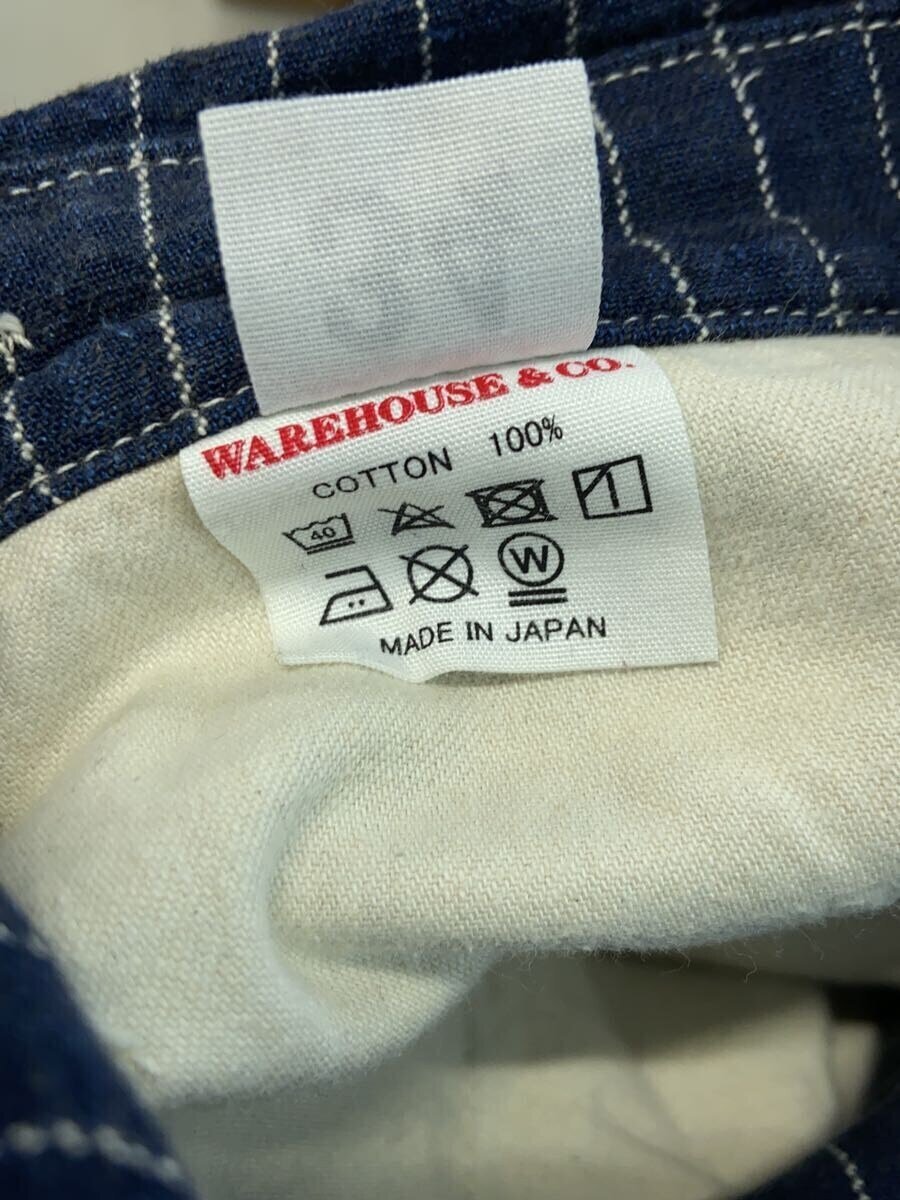 WAREHOUSE & CO.
COTTON 100%
40
W
MADE IN JAPAN